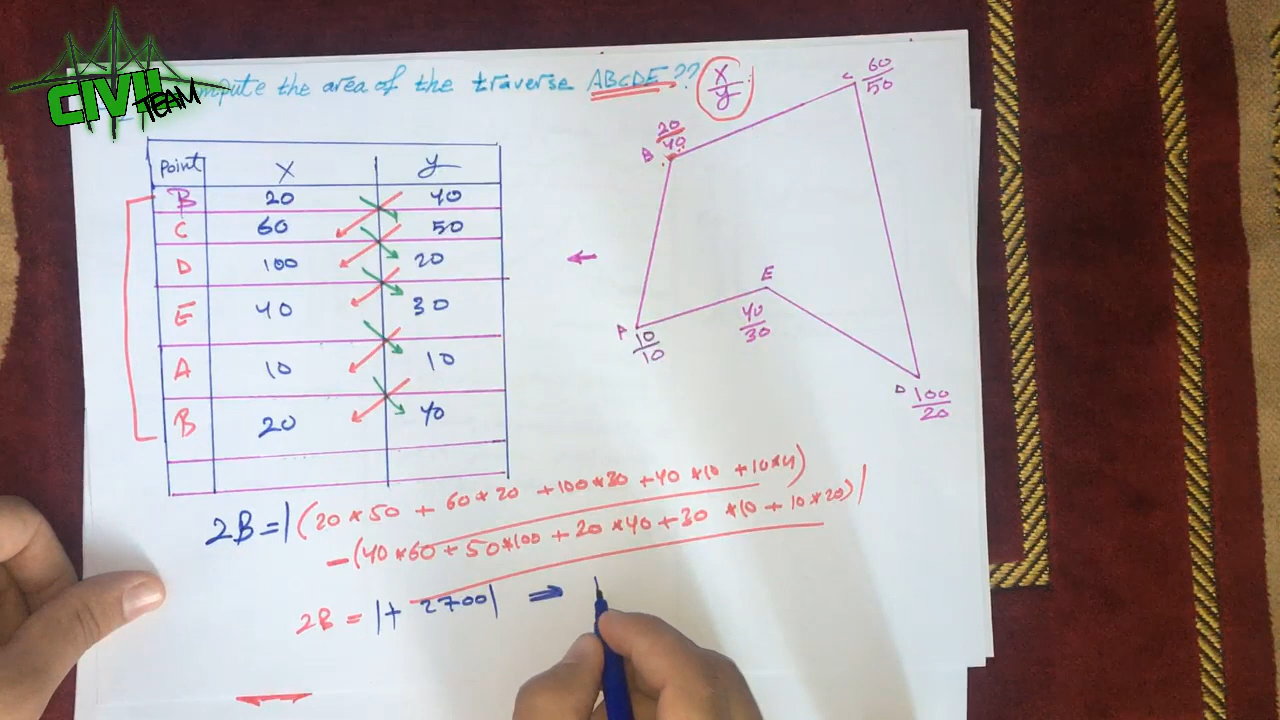 CIVIL
TEAM
mpute the area of the traverse ABCDE??
x
y
Point x y
B 20 40
C 60 50
D 100 20
E 40 30
A 10 10
B 20 40
B 20
40
C 60
50
E
40
30
A
10
10
D 100
20
2B=|(20*50 + 60*20 +100*30 +40*10 +10*4)
-(40*60+50*100+20*40+30*10+10*20)|
2B = |+ 2700| ⇒